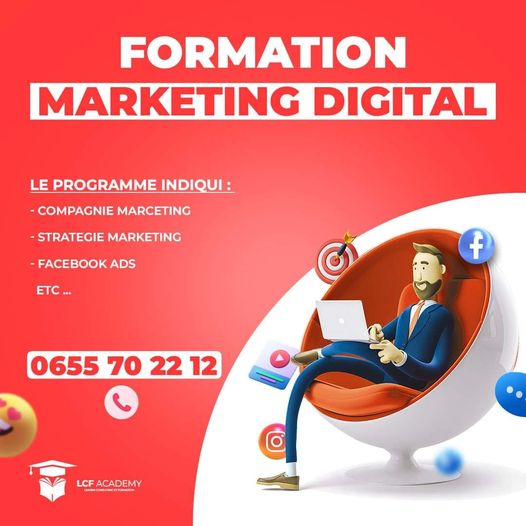 FORMATION
MARKETING DIGITAL
LE PROGRAMME INDIQUI :
- COMPAGNIE MARCETING
- STRATEGIE MARKETING
- FACEBOOK ADS
ETC ...
0655 70 22 12
LCF ACADEMY